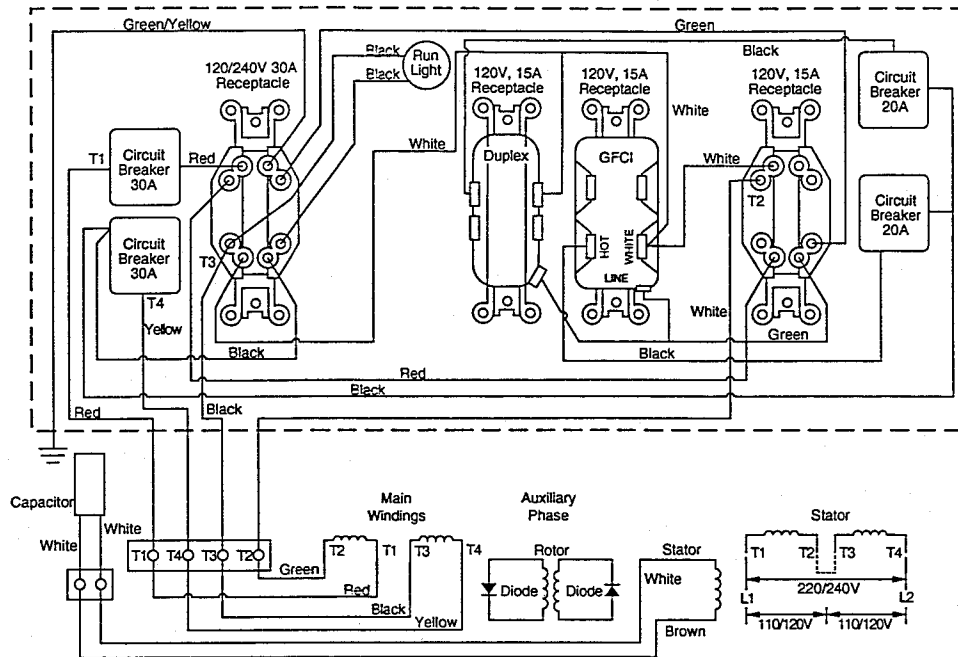 Green/Yellow
Green
Black
Black
Run
Light
Black
120/240V 30A
Receptacle
120V, 15A
Receptacle
120V, 15A
Receptacle
120V, 15A
Receptacle
Circuit
Breaker
20A
White
White
T1
Circuit
Breaker
30A
Red
Duplex
GFCI
White
T2
Circuit
Breaker
20A
Circuit
Breaker
30A
T3
HOT
WHITE
LINE
T4
Yellow
White
Green
Black
Black
Red
Black
Red
Black
Capacitor
White
White
Main
Windings
Auxiliary
Phase
T1
T4
T3
T2
T2
T1
T3
T4
Green
Red
Black
Yellow
Rotor
Diode
Diode
Stator
White
Brown
Stator
T1
T2
T3
T4
220/240V
L1
L2
110/120V
110/120V